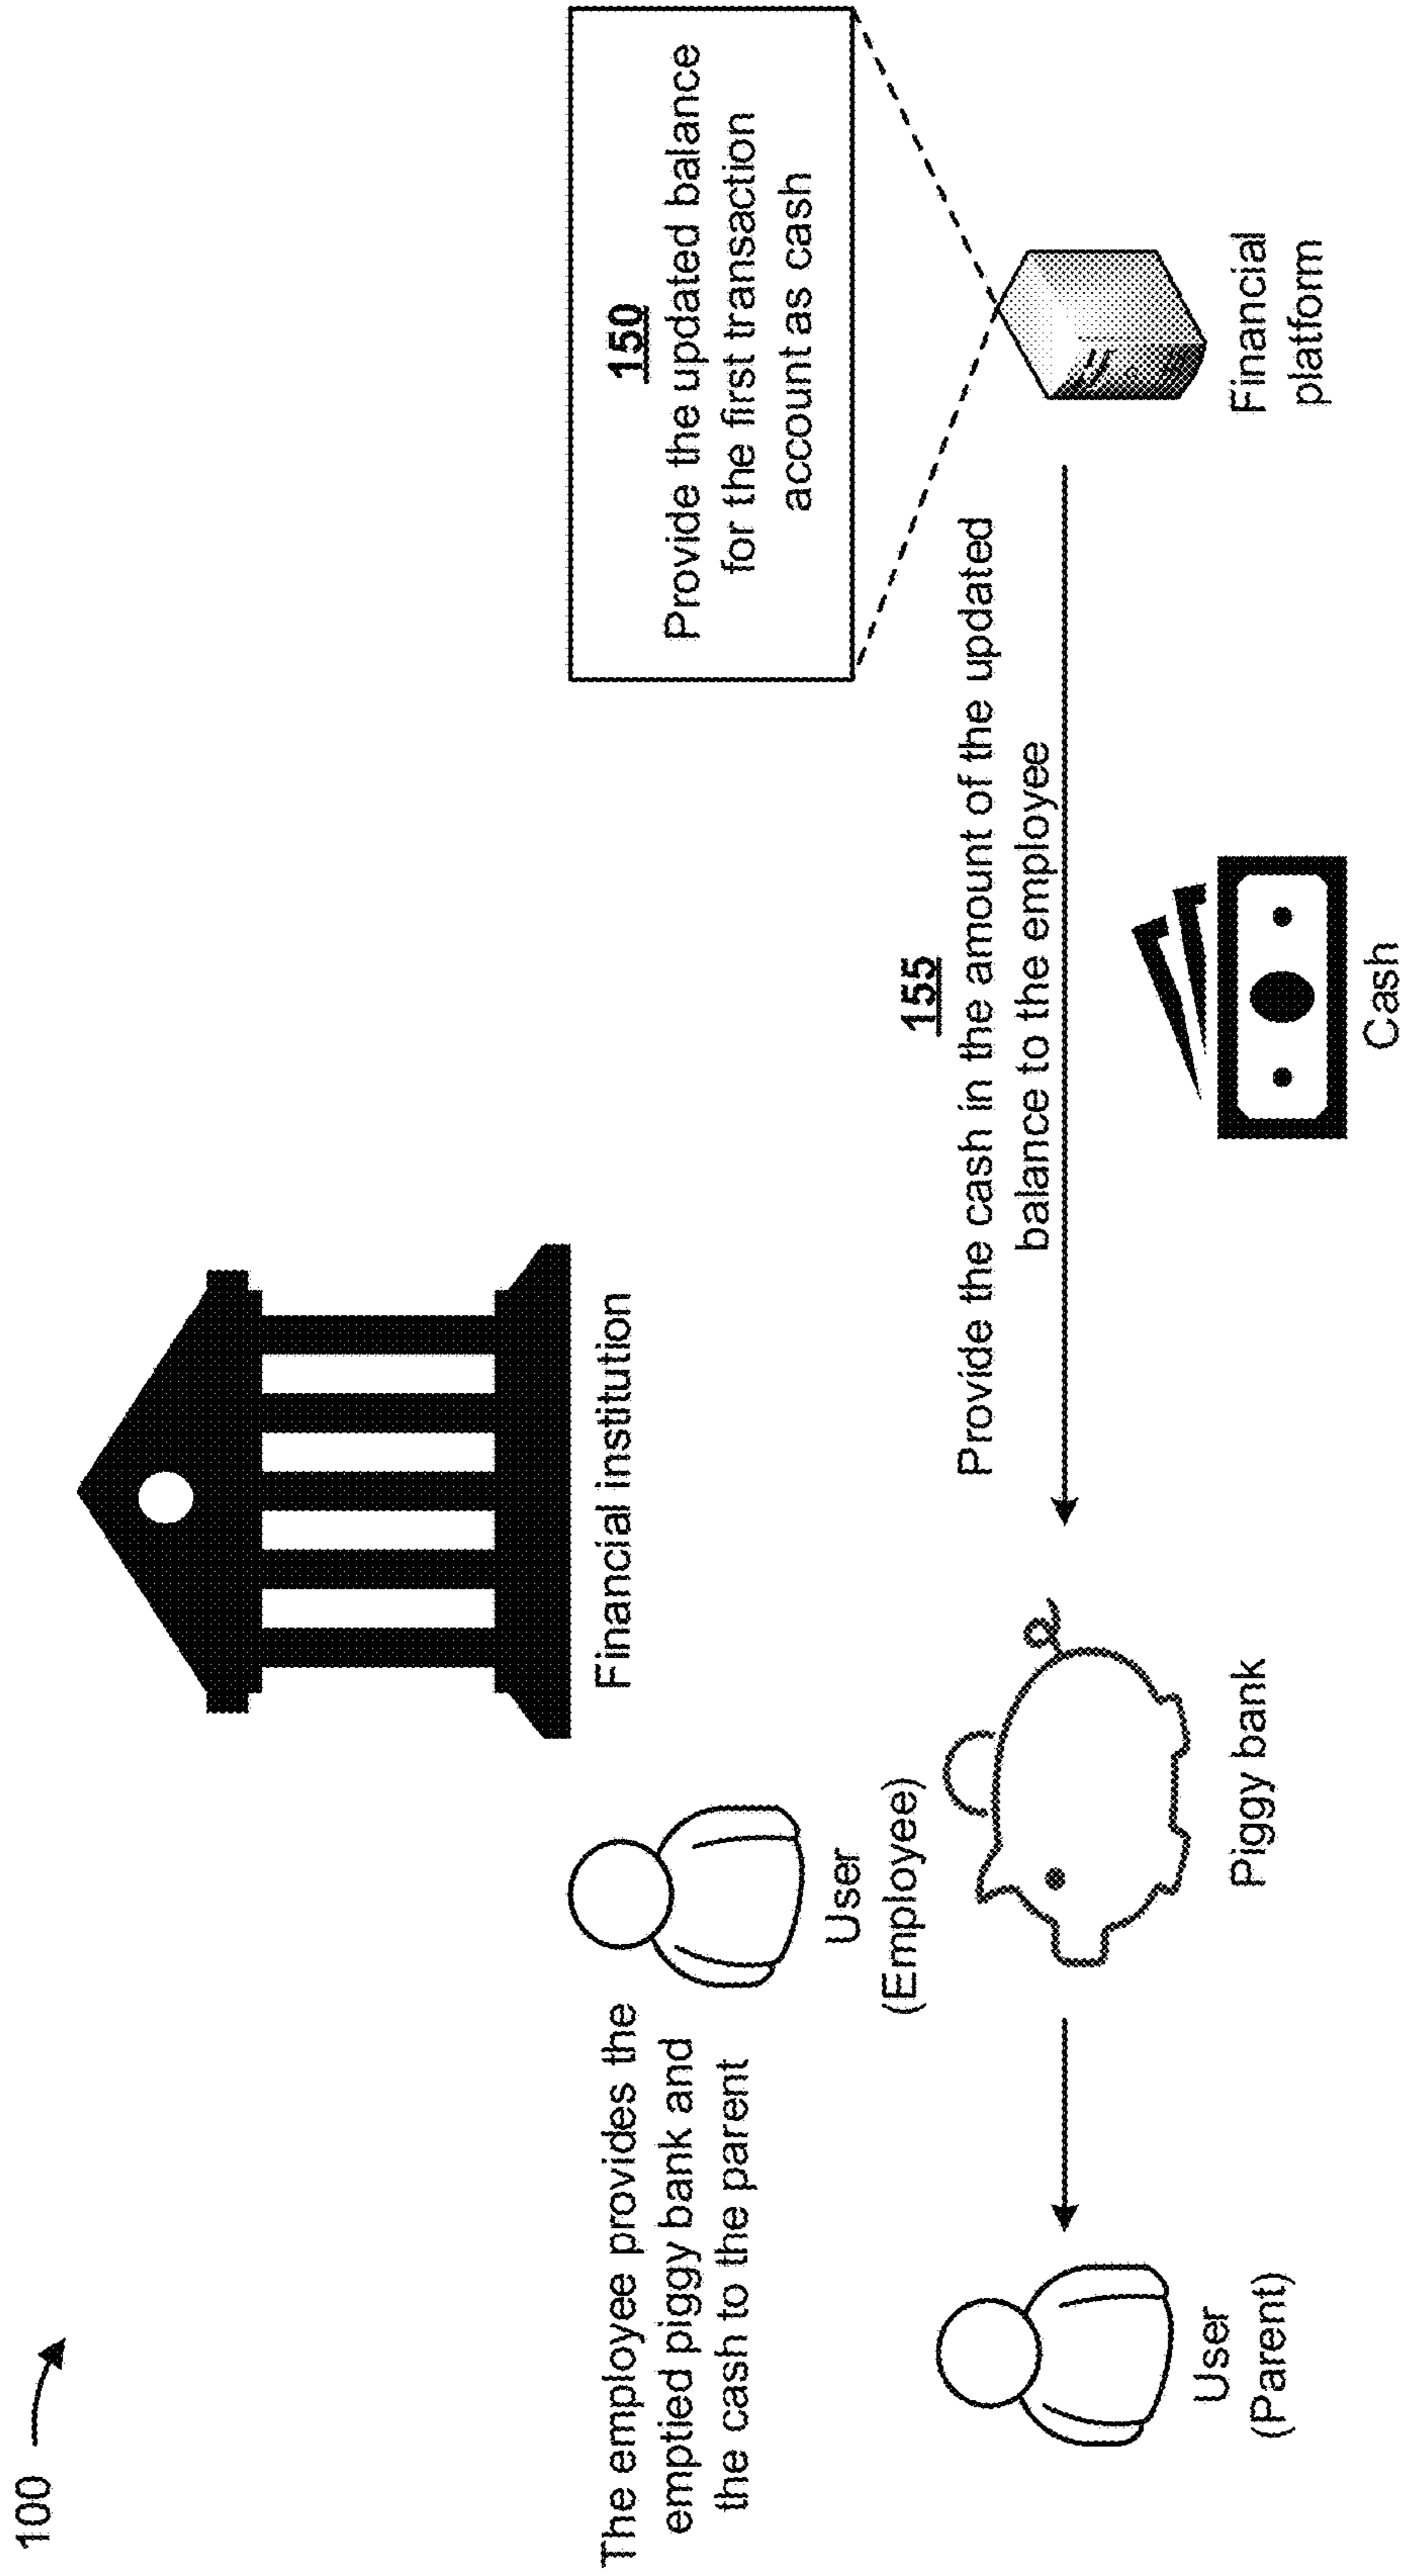 100
Financial institution
The employee provides the
emptied piggy bank and
the cash to the parent
User
(Employee)
150
Provide the updated balance
for the first transaction
account as cash
155
Provide the cash in the amount of the updated
balance to the employee
User
(Parent)
Piggy bank
Cash
Financial
platform